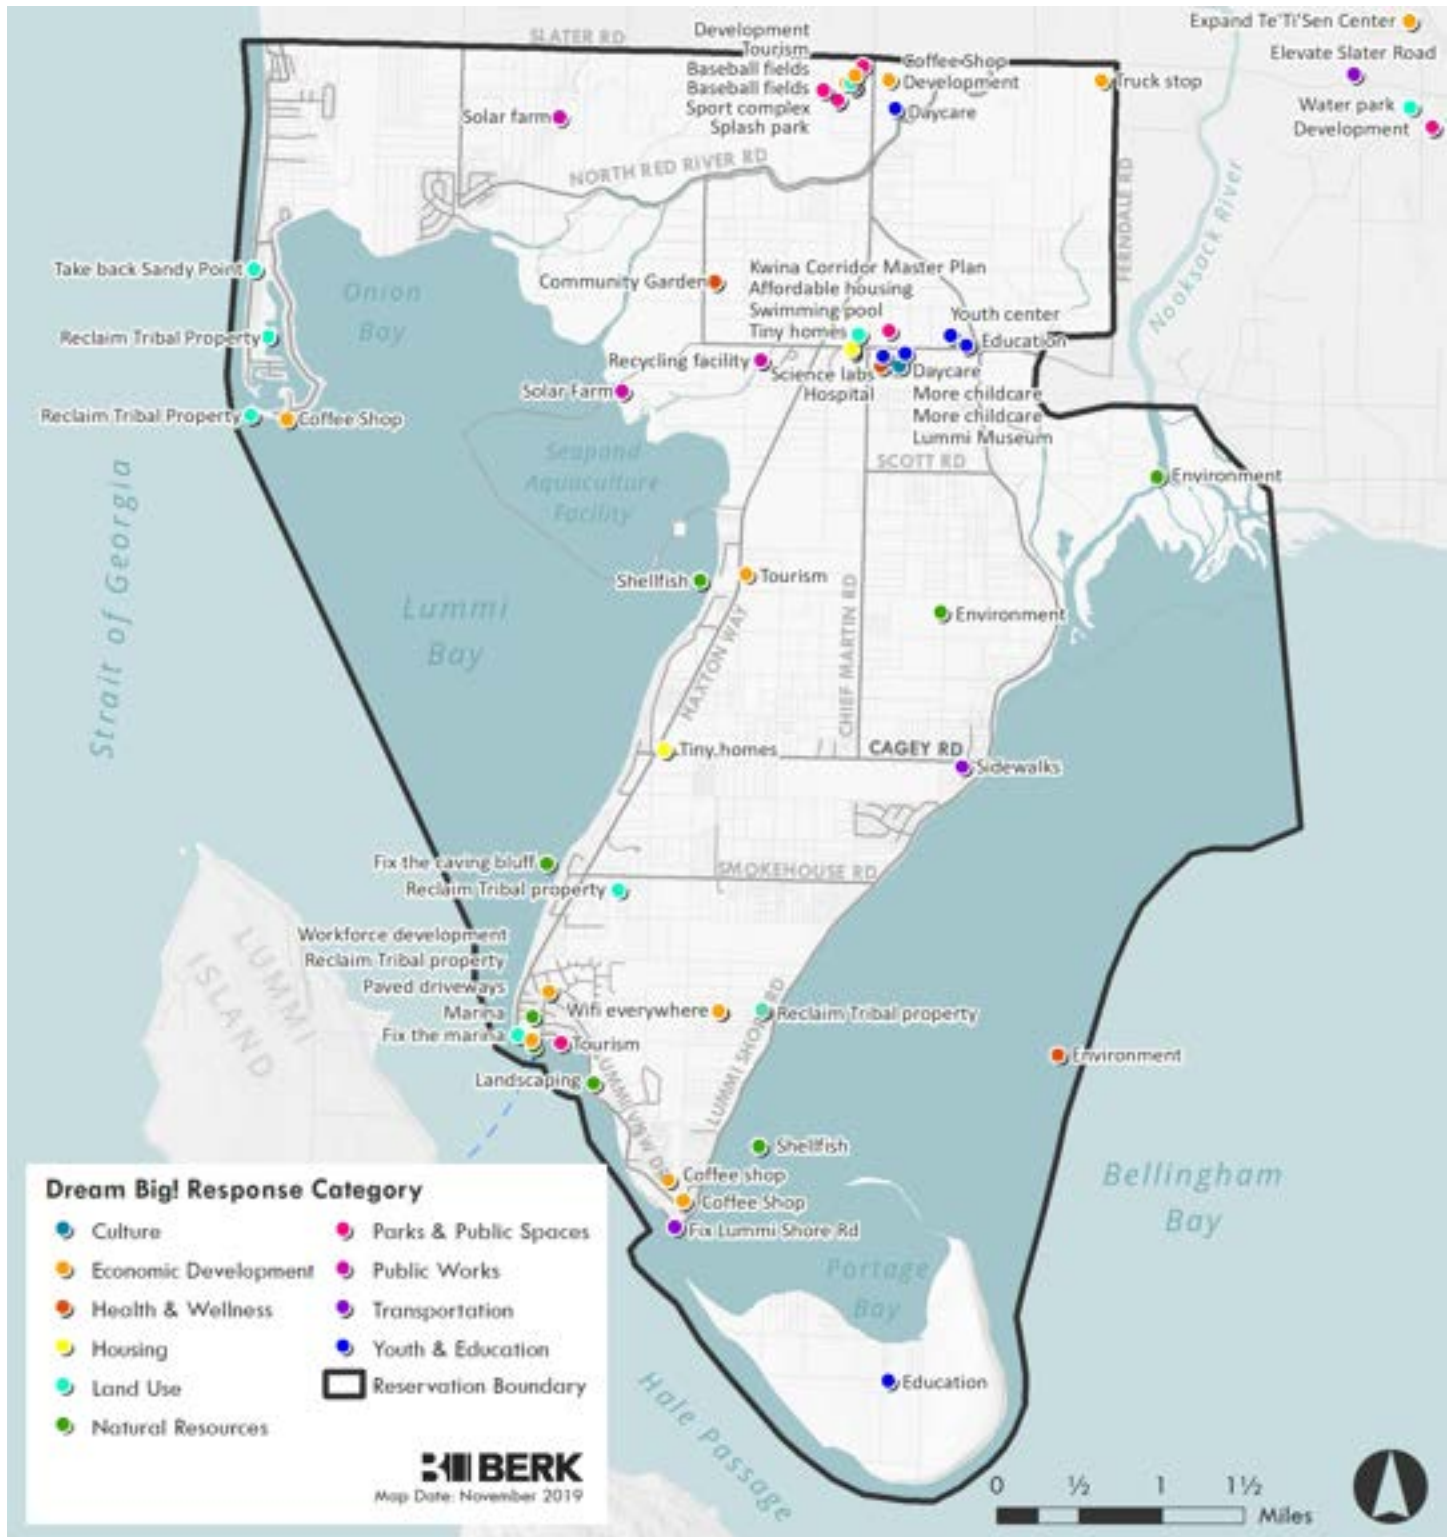 SLATER RD
Development
Tourism
Baseball fields
Baseball fields
Sport complex
Splash park
Coffee Shop
Development
Daycare
Truck stop
Expand Te'Ti'Sen Center
Elevate Slater Road
Water park
Development
Solar farm
NORTH RED RIVER RD
FERNDALE RD
Nooksack River
Take back Sandy Point
Onion
Bay
Community Garden
Kwina Corridor Master Plan
Affordable housing
Swimming pool
Tiny homes
Youth center
Education
Reclaim Tribal Property
Recycling facility
Science labs
Hospital
Daycare
More childcare
More childcare
Lummi Museum
Solar Farm
Reclaim Tribal Property
Coffee Shop
Seapond
Aquaculture
Facility
SCOTT RD
Environment
Strait of Georgia
Shellfish
Tourism
Lummi
Bay
Environment
HAXTON WAY
CHIEF MARTIN RD
Tiny homes
CAGEY RD
Sidewalks
Fix the caving bluff
SMOKEHOUSE RD
Reclaim Tribal property
LUMMI
ISLAND
Workforce development
Reclaim Tribal property
Paved driveways
Marina
Fix the marina
Wifi everywhere
Reclaim Tribal property
Tourism
Environment
Landscaping
LUMMI VIEW DR
LUMMI SHORE RD
Shellfish
Coffee shop
Coffee Shop
Fix Lummi Shore Rd
Bellingham
Bay
Portage
Bay
Education
Hale Passage
Dream Big! Response Category
Culture
Economic Development
Health & Wellness
Housing
Land Use
Natural Resources
Parks & Public Spaces
Public Works
Transportation
Youth & Education
Reservation Boundary
BERK
Map Date: November 2019
0 ½ 1 1½
Miles